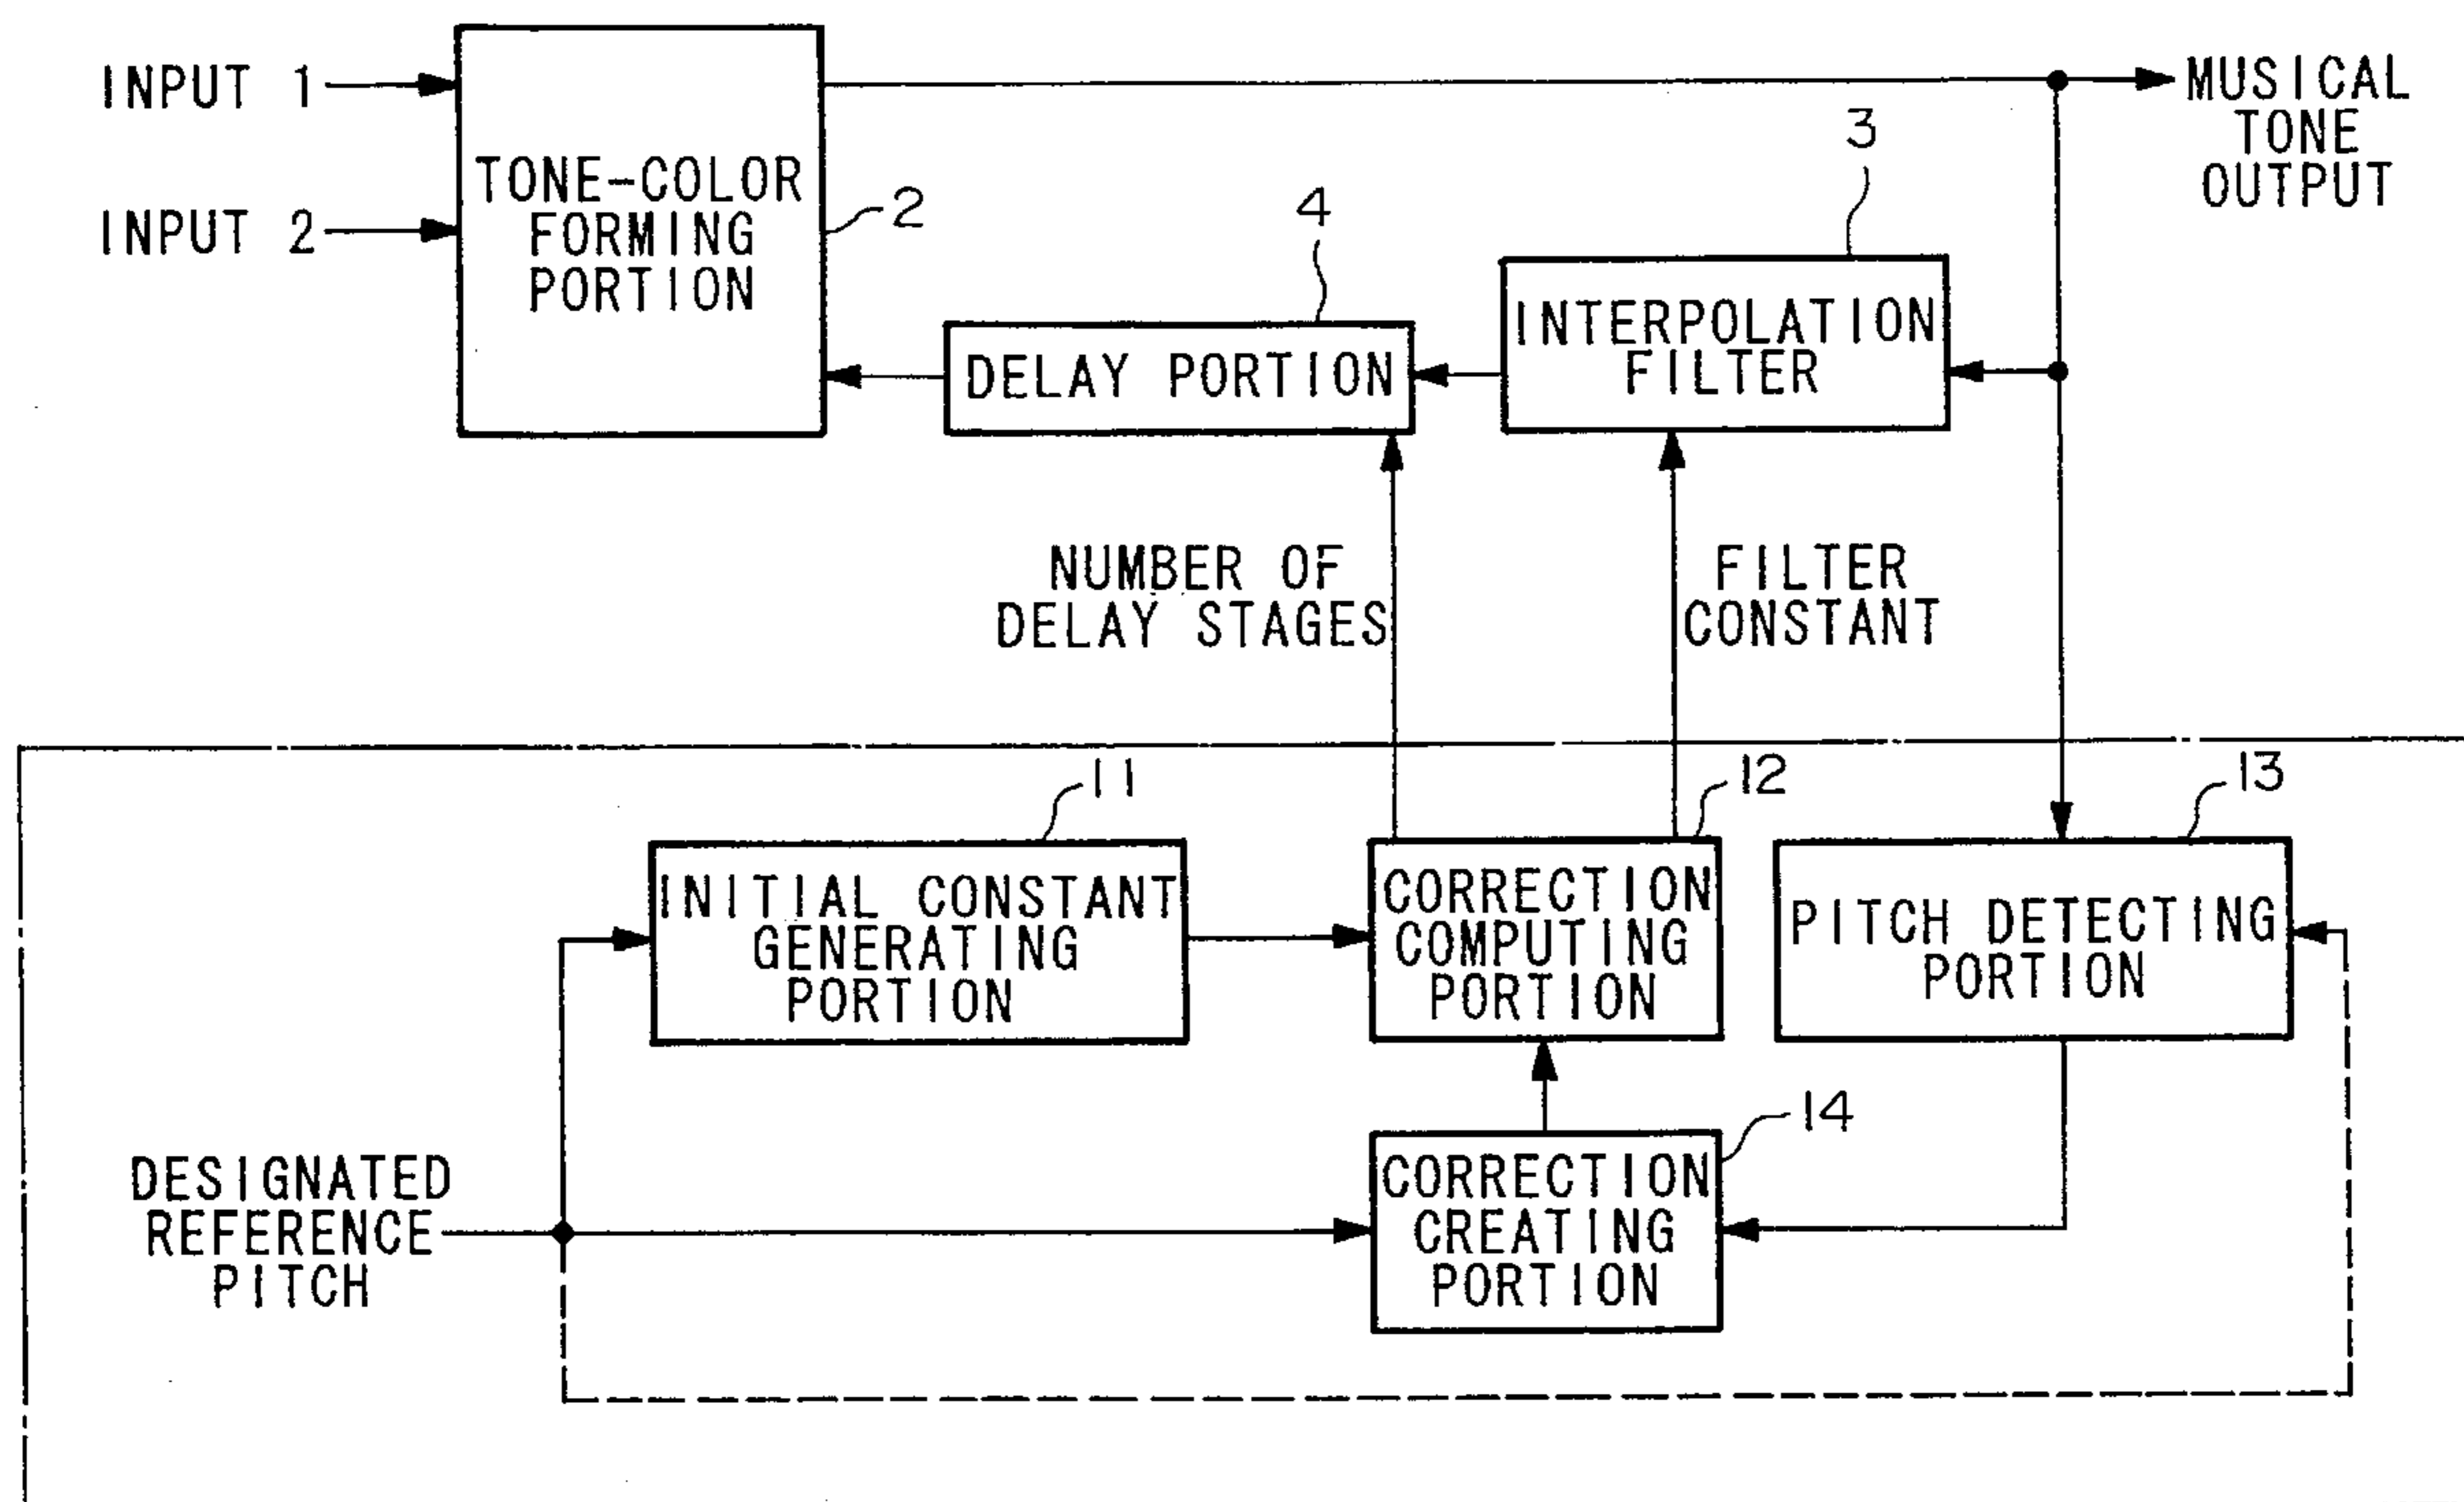 INPUT 1
INPUT 2
TONE-COLOR
FORMING
PORTION
2
MUSICAL
TONE
OUTPUT
3
4
INTERPOLATION
FILTER
DELAY PORTION
NUMBER OF
DELAY STAGES
FILTER
CONSTANT
11
12
13
INITIAL CONSTANT
GENERATING
PORTION
CORRECTION
COMPUTING
PORTION
PITCH DETECTING
PORTION
14
DESIGNATED
REFERENCE
PITCH
CORRECTION
CREATING
PORTION